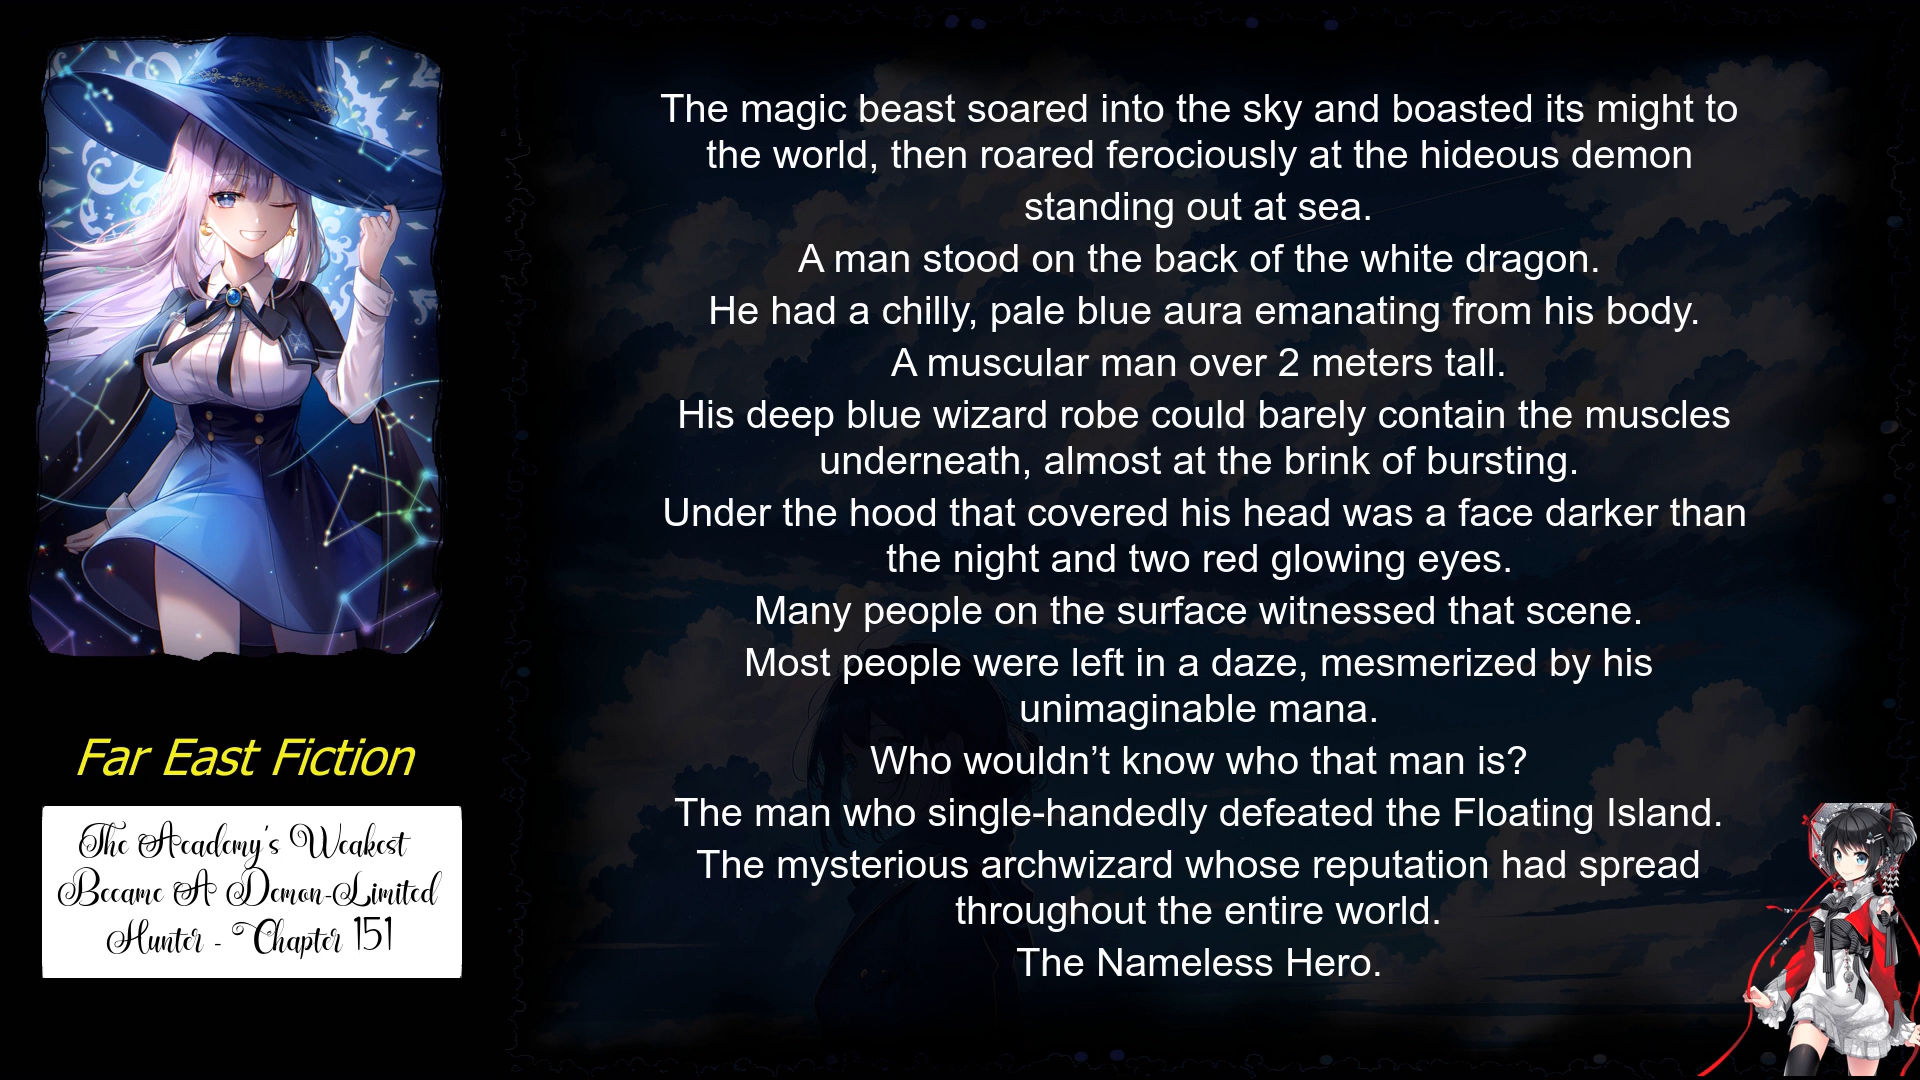 The magic beast soared into the sky and boasted its might to
the world, then roared ferociously at the hideous demon
standing out at sea.
A man stood on the back of the white dragon.
He had a chilly, pale blue aura emanating from his body.
A muscular man over 2 meters tall.
His deep blue wizard robe could barely contain the muscles
underneath, almost at the brink of bursting.
Under the hood that covered his head was a face darker than
the night and two red glowing eyes.
Many people on the surface witnessed that scene.
Most people were left in a daze, mesmerized by his
unimaginable mana.
Who wouldn’t know who that man is?
The man who single-handedly defeated the Floating Island.
The mysterious archwizard whose reputation had spread
throughout the entire world.
The Nameless Hero.
Far East Fiction
The Academy's Weakest
Became A Demon-Limited
Hunter - Chapter 151